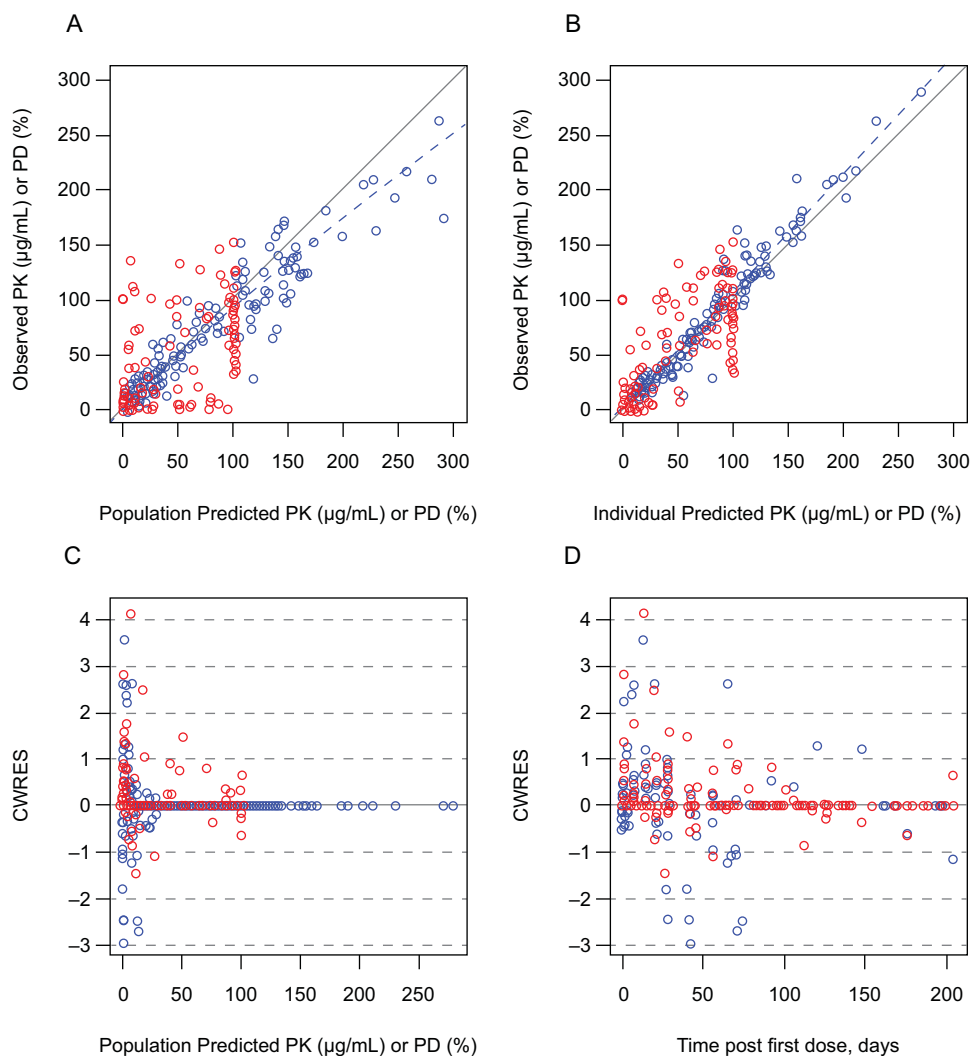 A
B
Observed PK (µg/mL) or PD (%)
300
250
200
150
100
50
0
0 50 100 150 200 250 300
Population Predicted PK (µg/mL) or PD (%)
Observed PK (µg/mL) or PD (%)
300
250
200
150
100
50
0
0 50 100 150 200 250 300
Individual Predicted PK (µg/mL) or PD (%)
C
D
CWRES
4
3
2
1
0
–1
–2
–3
0 50 100 150 200 250
Population Predicted PK (µg/mL) or PD (%)
CWRES
4
3
2
1
0
–1
–2
–3
0 50 100 150 200
Time post first dose, days